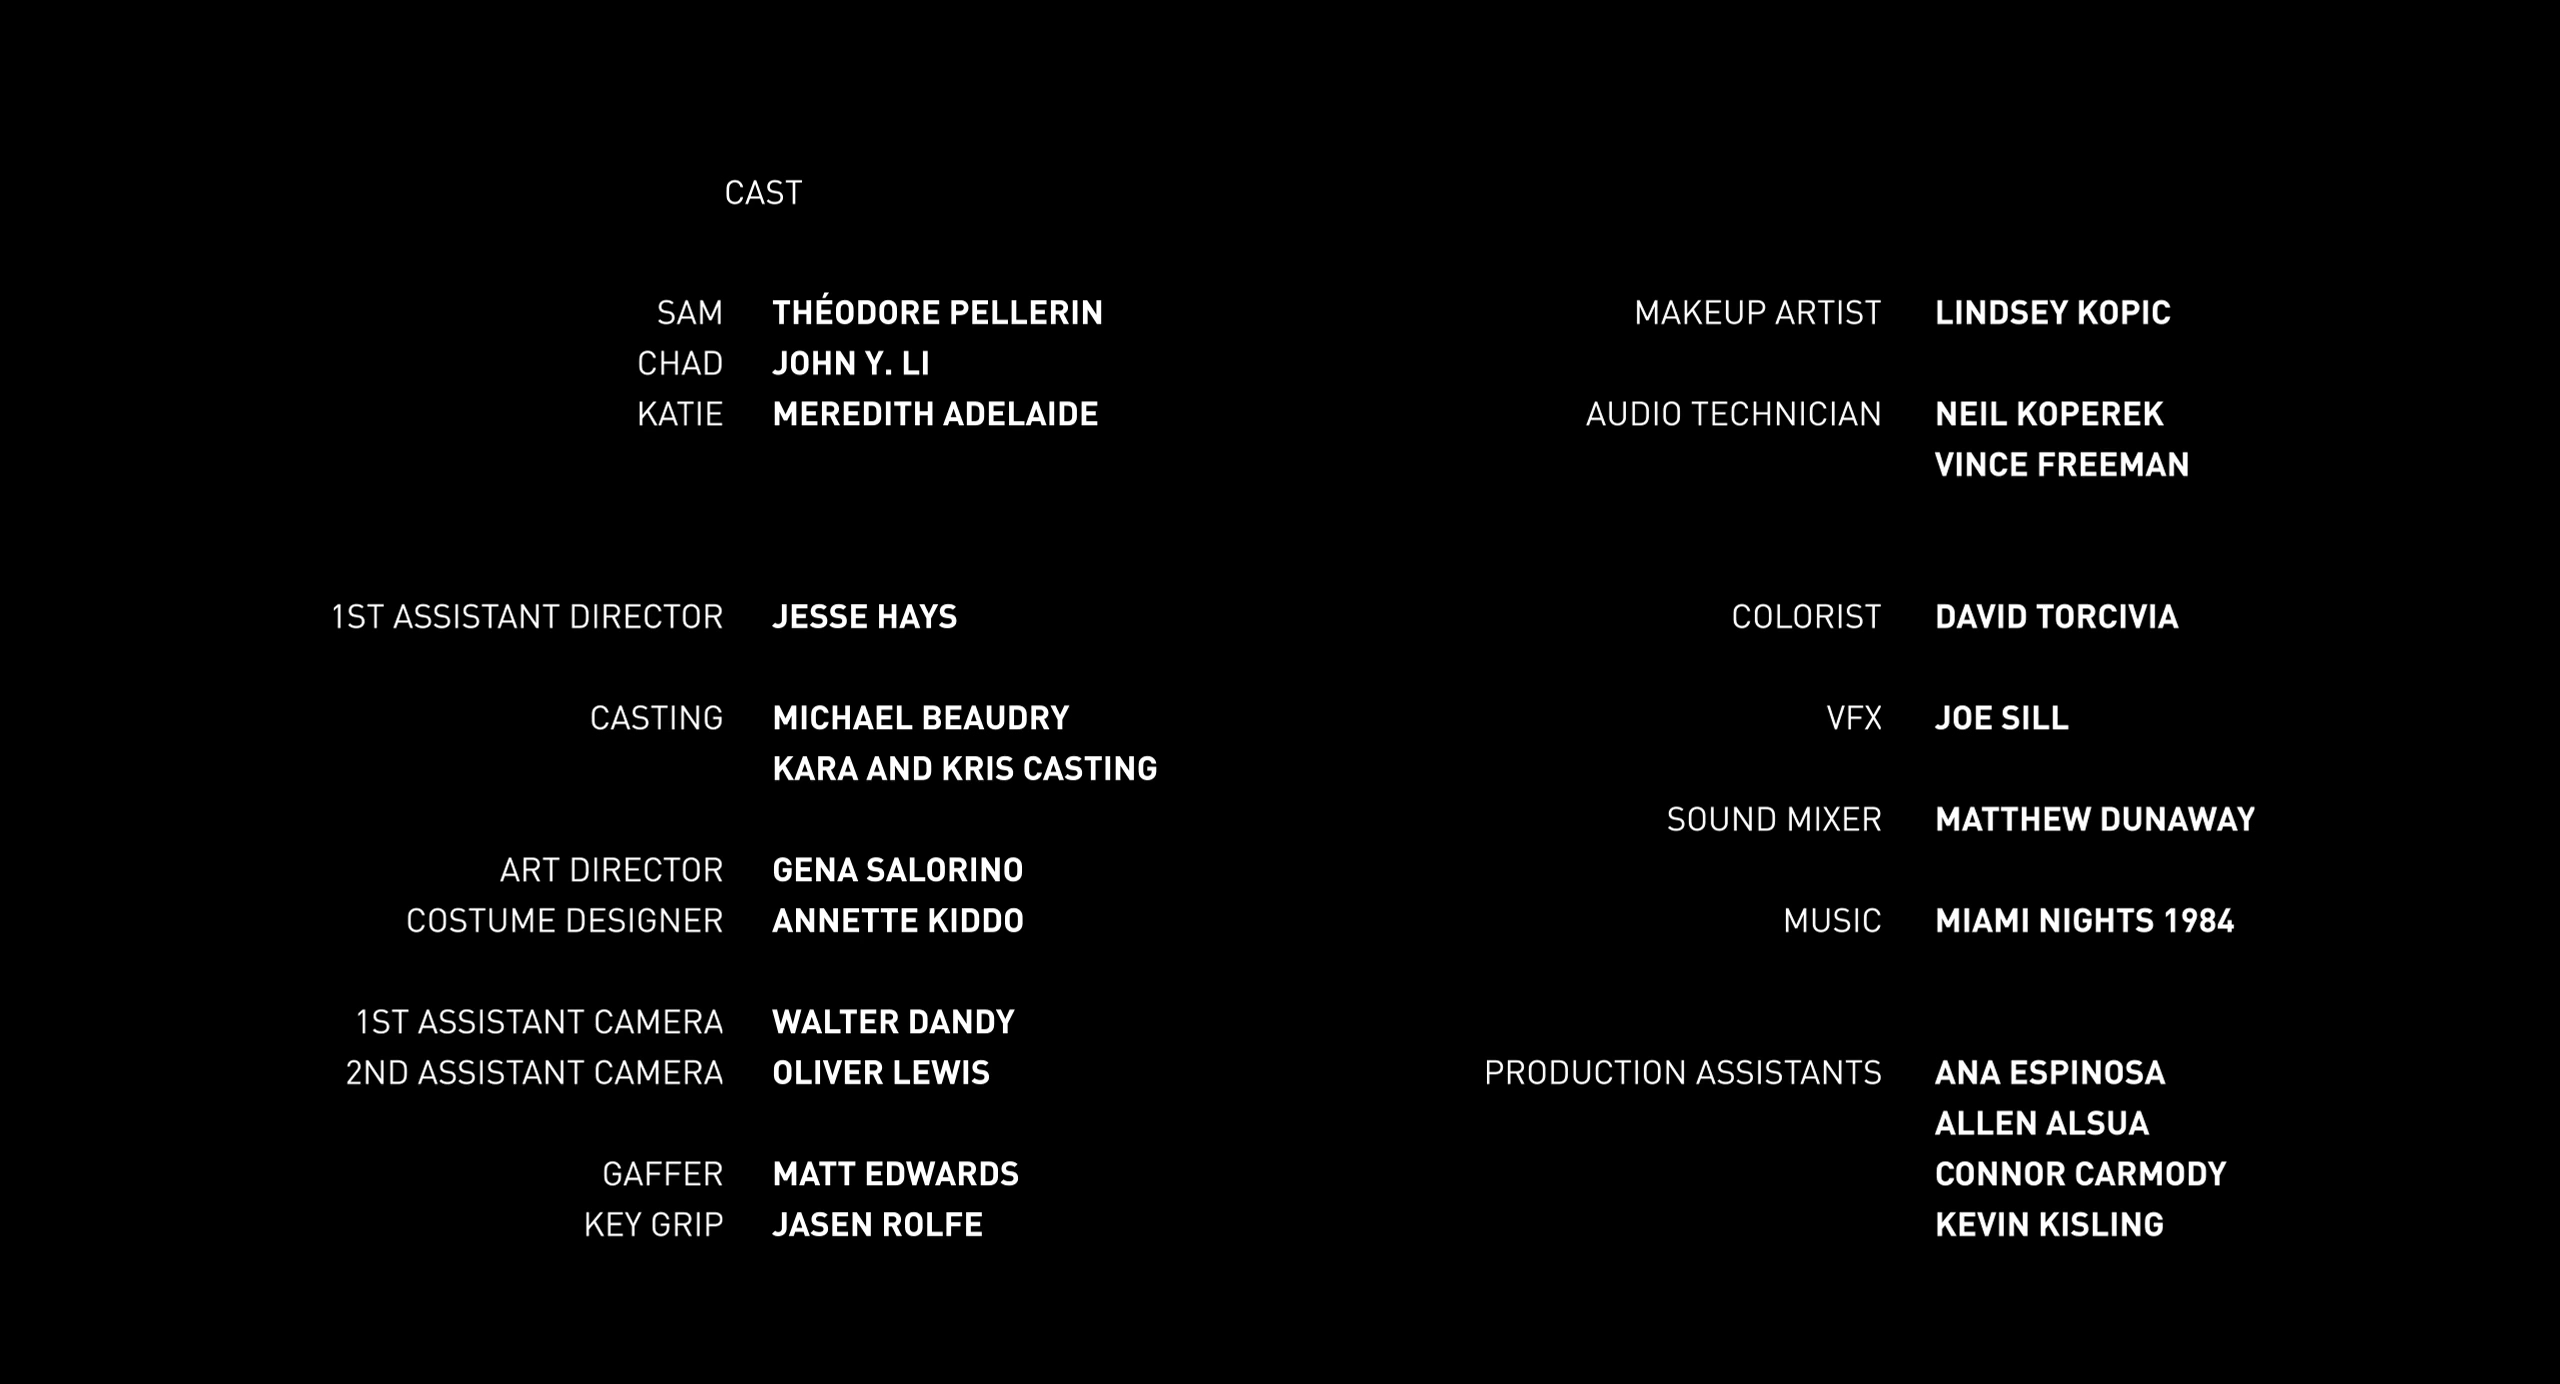 CAST
SAM THÉODORE PELLERIN
CHAD JOHN Y. LI
KATIE MEREDITH ADELAIDE
1ST ASSISTANT DIRECTOR JESSE HAYS
CASTING MICHAEL BEAUDRY
KARA AND KRIS CASTING
ART DIRECTOR GENA SALORINO
COSTUME DESIGNER ANNETTE KIDDO
1ST ASSISTANT CAMERA WALTER DANDY
2ND ASSISTANT CAMERA OLIVER LEWIS
GAFFER MATT EDWARDS
KEY GRIP JASEN ROLFE
MAKEUP ARTIST LINDSEY KOPIC
AUDIO TECHNICIAN NEIL KOPEREK
VINCE FREEMAN
COLORIST DAVID TORCIVIA
VFX JOE SILL
SOUND MIXER MATTHEW DUNAWAY
MUSIC MIAMI NIGHTS 1984
PRODUCTION ASSISTANTS ANA ESPINOSA
ALLEN ALSUA
CONNOR CARMODY
KEVIN KISLING